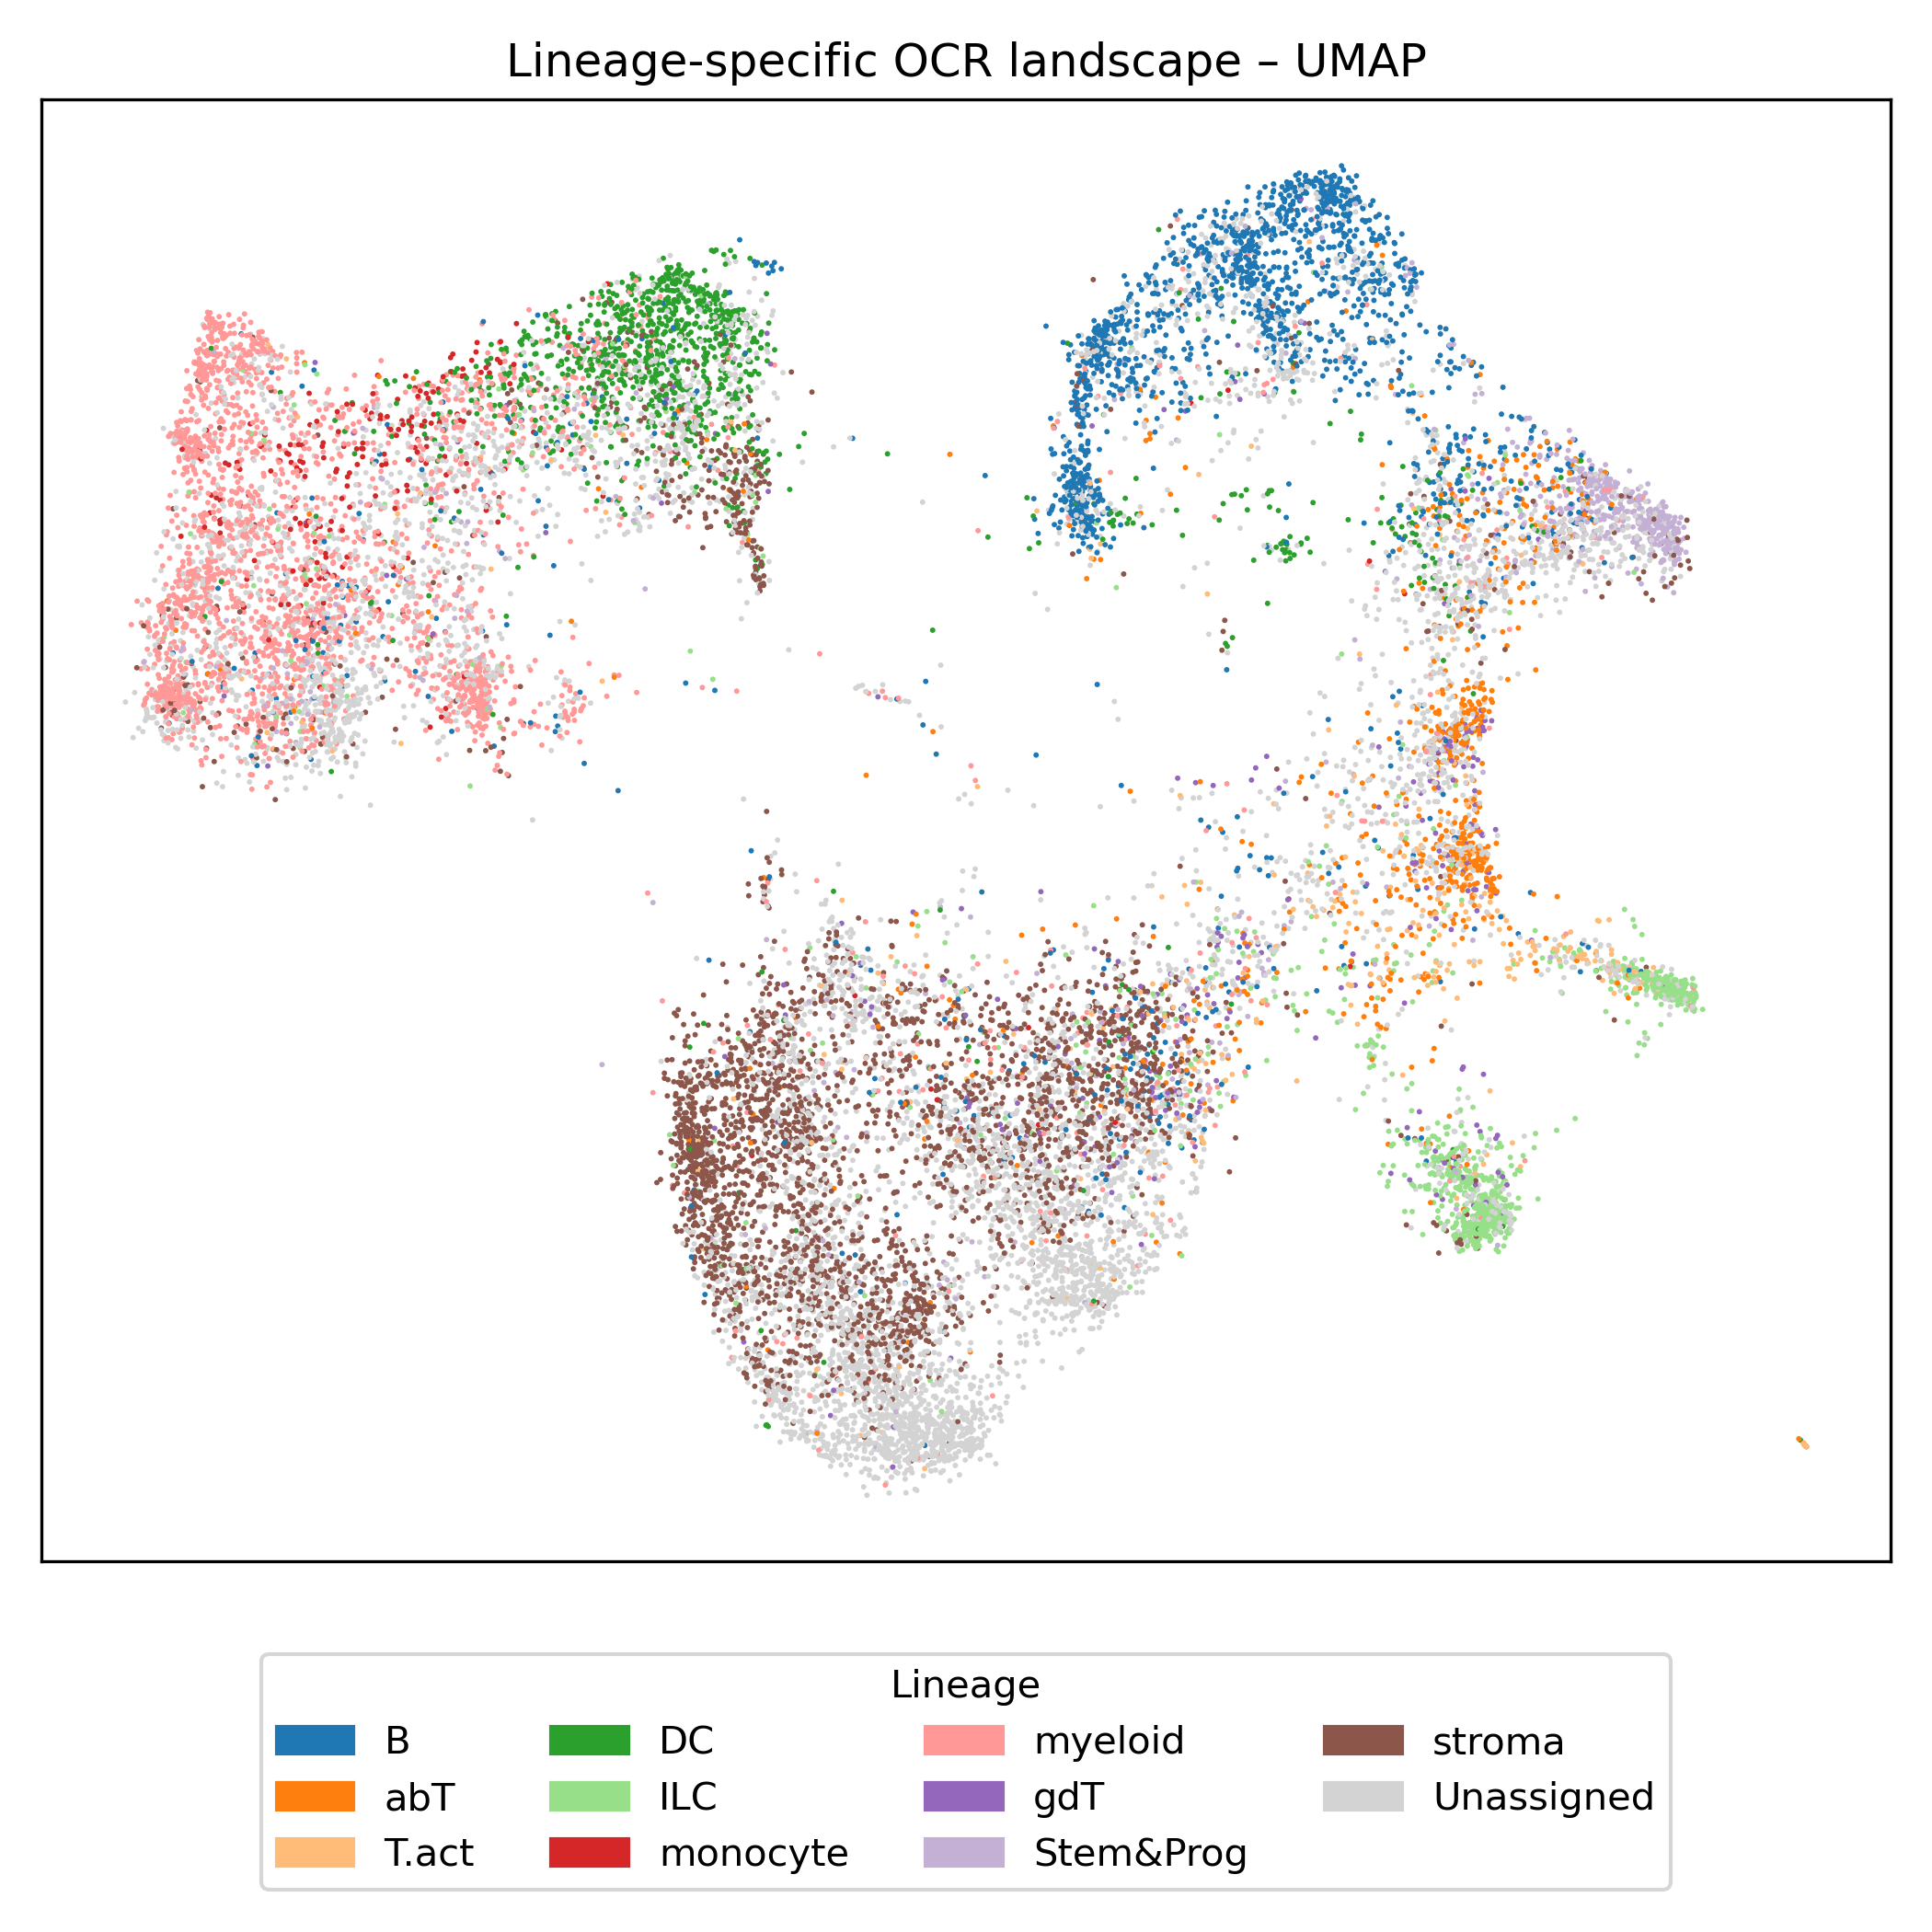 Lineage-specific OCR landscape – UMAP
Lineage
B
abT
T.act
DC
ILC
monocyte
myeloid
gdT
Stem&Prog
stroma
Unassigned